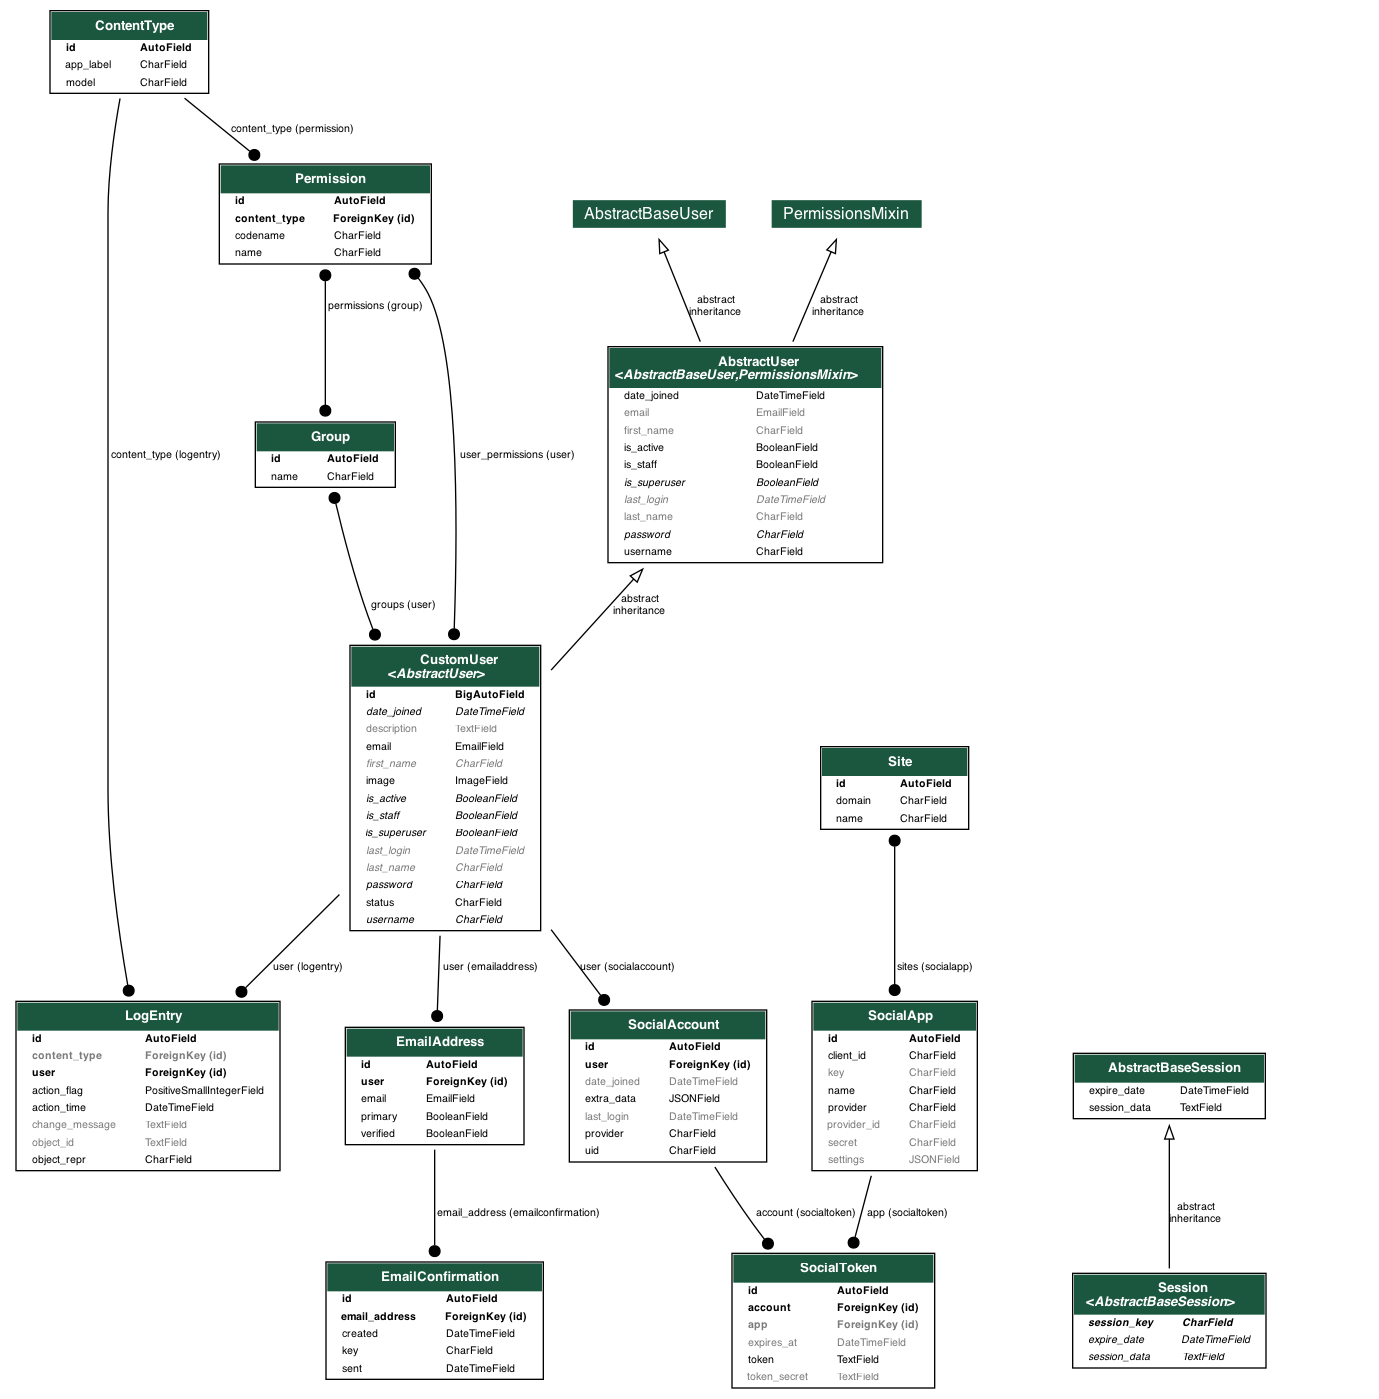 ContentType
id AutoField
app_label CharField
model CharField
content_type (permission)
Permission
id AutoField
content_type ForeignKey (id)
codename CharField
name CharField
AbstractBaseUser
PermissionsMixin
permissions (group)
abstract
inheritance
abstract
inheritance
AbstractUser
<AbstractBaseUser,PermissionsMixin>
date_joined DateTimeField
email EmailField
first_name CharField
is_active BooleanField
is_staff BooleanField
is_superuser BooleanField
last_login DateTimeField
last_name CharField
password CharField
username CharField
Group
id AutoField
name CharField
content_type (logentry)
user_permissions (user)
groups (user)
abstract
inheritance
CustomUser
<AbstractUser>
id BigAutoField
date_joined DateTimeField
description TextField
email EmailField
first_name CharField
image ImageField
is_active BooleanField
is_staff BooleanField
is_superuser BooleanField
last_login DateTimeField
last_name CharField
password CharField
status CharField
username CharField
Site
id AutoField
domain CharField
name CharField
user (logentry)
user (emailaddress)
user (socialaccount)
sites (socialapp)
LogEntry
id AutoField
content_type ForeignKey (id)
user ForeignKey (id)
action_flag PositiveSmallIntegerField
action_time DateTimeField
change_message TextField
object_id TextField
object_repr CharField
EmailAddress
id AutoField
user ForeignKey (id)
email EmailField
primary BooleanField
verified BooleanField
SocialAccount
id AutoField
user ForeignKey (id)
date_joined DateTimeField
extra_data JSONField
last_login DateTimeField
provider CharField
uid CharField
SocialApp
id AutoField
client_id CharField
key CharField
name CharField
provider CharField
provider_id CharField
secret CharField
settings JSONField
AbstractBaseSession
expire_date DateTimeField
session_data TextField
email_address (emailconfirmation)
account (socialtoken)
app (socialtoken)
abstract
inheritance
EmailConfirmation
id AutoField
email_address ForeignKey (id)
created DateTimeField
key CharField
sent DateTimeField
SocialToken
id AutoField
account ForeignKey (id)
app ForeignKey (id)
expires_at DateTimeField
token TextField
token_secret TextField
Session
<AbstractBaseSession>
session_key CharField
expire_date DateTimeField
session_data TextField